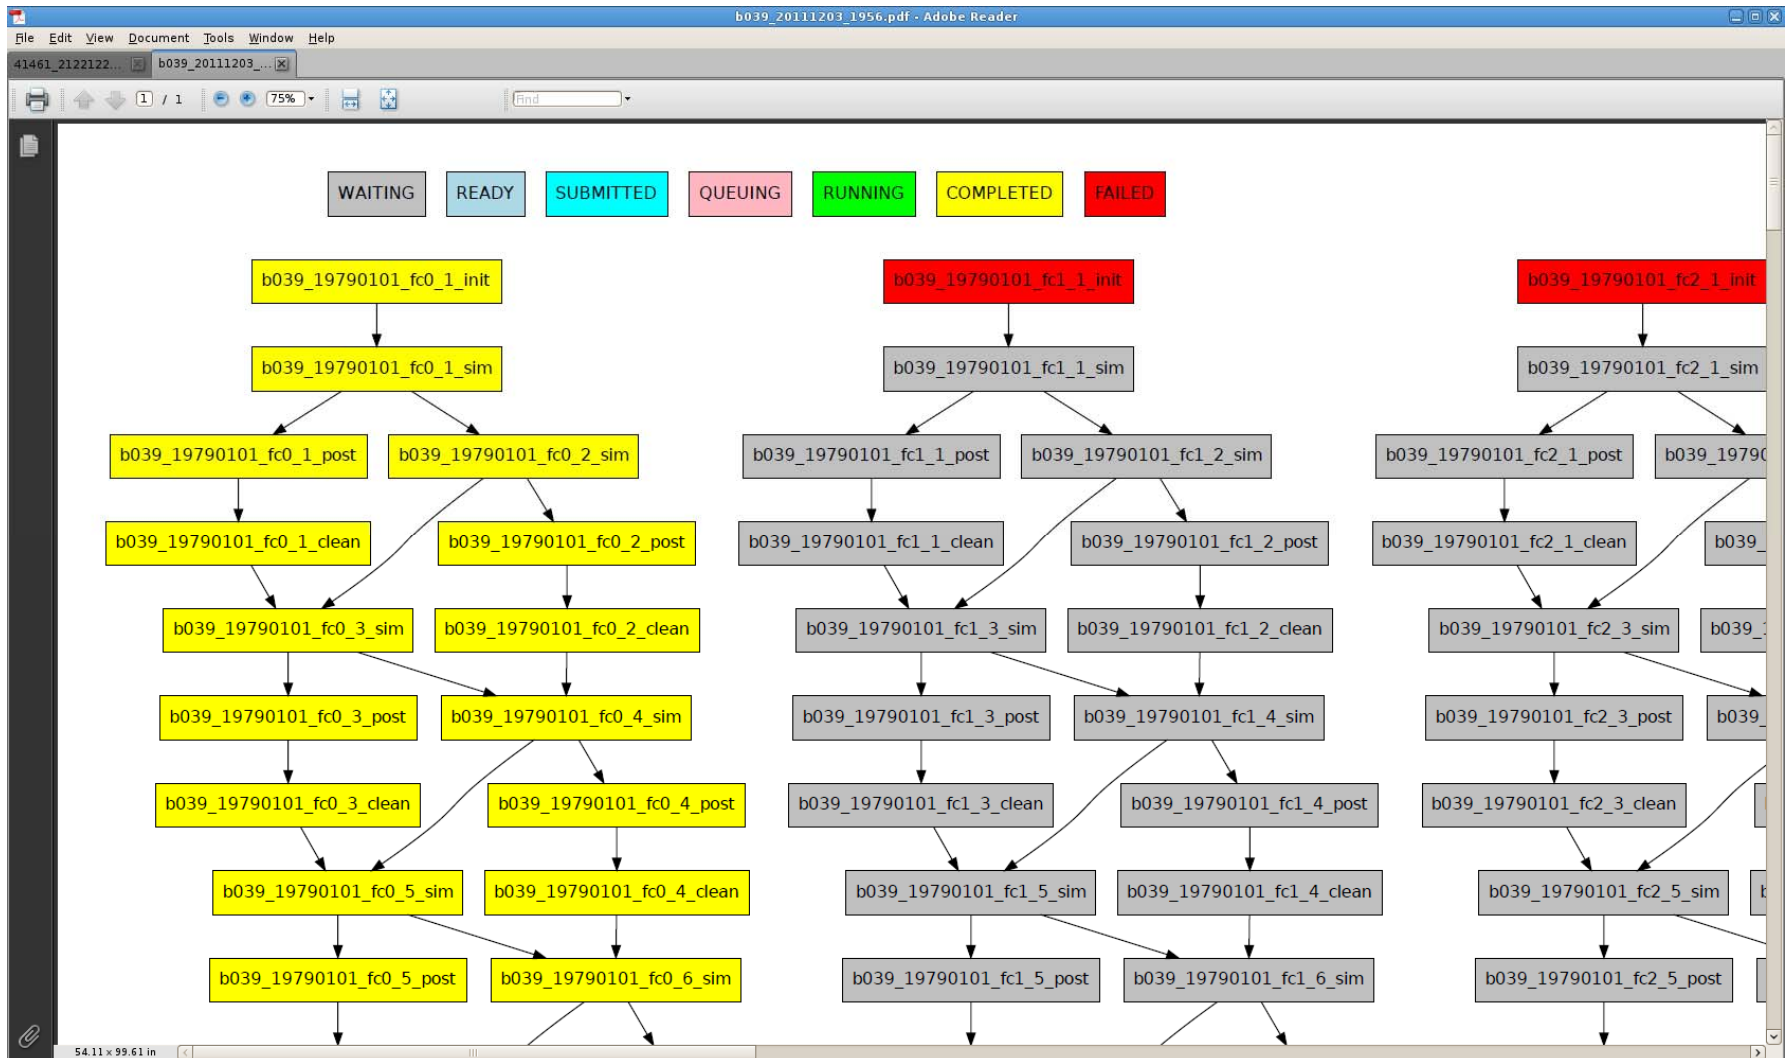 b039_20111203_1956.pdf - Adobe Reader
File Edit View Document Tools Window Help
41461_2122122... b039_20111203_...
1 / 1 75% Find
WAITING READY SUBMITTED QUEUING RUNNING COMPLETED FAILED
b039_19790101_fc0_1_init b039_19790101_fc1_1_init b039_19790101_fc2_1_init
b039_19790101_fc0_1_sim b039_19790101_fc1_1_sim b039_19790101_fc2_1_sim
b039_19790101_fc0_1_post b039_19790101_fc0_2_sim b039_19790101_fc1_1_post b039_19790101_fc1_2_sim b039_19790101_fc2_1_post b039_1979
b039_19790101_fc0_1_clean b039_19790101_fc0_2_post b039_19790101_fc1_1_clean b039_19790101_fc1_2_post b039_19790101_fc2_1_clean b039_
b039_19790101_fc0_3_sim b039_19790101_fc0_2_clean b039_19790101_fc1_3_sim b039_19790101_fc1_2_clean b039_19790101_fc2_3_sim b039_
b039_19790101_fc0_3_post b039_19790101_fc0_4_sim b039_19790101_fc1_3_post b039_19790101_fc1_4_sim b039_19790101_fc2_3_post b039_
b039_19790101_fc0_3_clean b039_19790101_fc0_4_post b039_19790101_fc1_3_clean b039_19790101_fc1_4_post b039_19790101_fc2_3_clean
b039_19790101_fc0_5_sim b039_19790101_fc0_4_clean b039_19790101_fc1_5_sim b039_19790101_fc1_4_clean b039_19790101_fc2_5_sim
b039_19790101_fc0_5_post b039_19790101_fc0_6_sim b039_19790101_fc1_5_post b039_19790101_fc1_6_sim b039_19790101_fc2_5_post
54.11 x 99.61 in